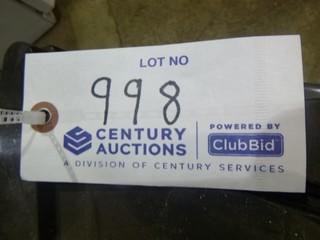 LOT NO
998
CENTURY AUCTIONS
POWERED BY
ClubBid
A DIVISION OF CENTURY SERVICES